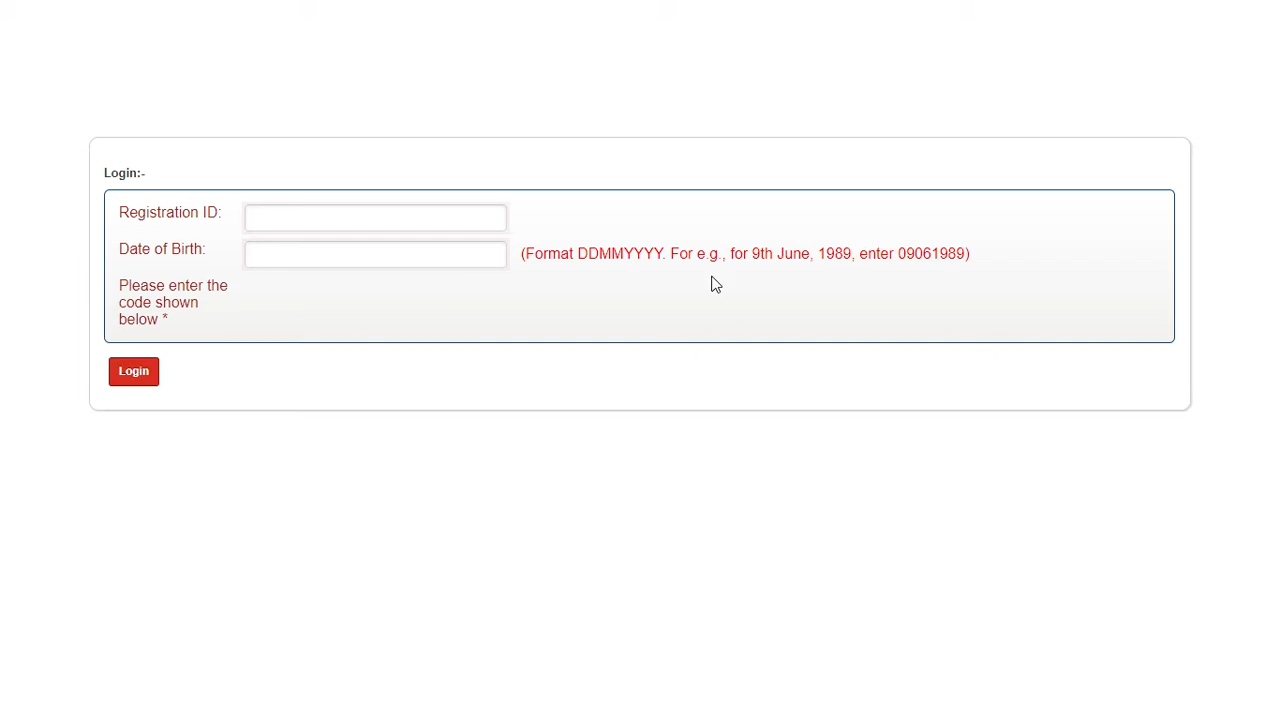 Login:-
Registration ID:
Date of Birth:
(Format DDMMYYYY. For e.g., for 9th June, 1989, enter 09061989)
Please enter the
code shown
below *
Login